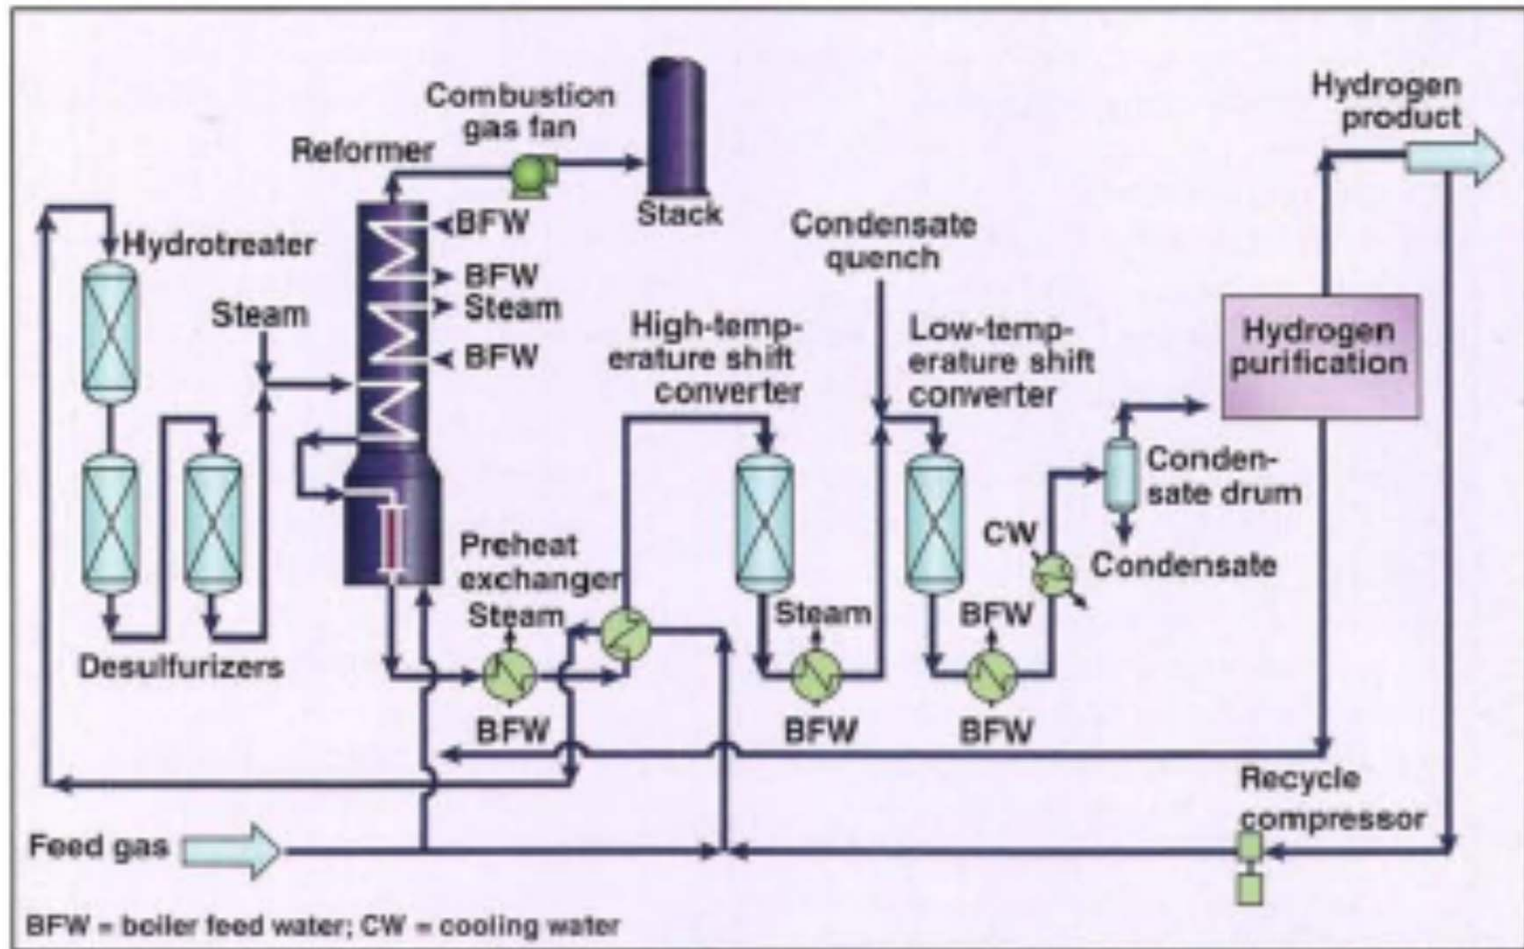 Combustion
gas fan
Reformer
Stack
Hydrogen
product
Hydrotreater
BFW
BFW
Steam
BFW
Steam
Condensate
quench
High-temp-
erature shift
converter
Low-temp-
erature shift
converter
Hydrogen
purification
Conden-
sate drum
CW
Condensate
Preheat
exchanger
Steam
Steam
BFW
Desulfurizers
BFW
BFW
BFW
Recycle
compressor
Feed gas
BFW = boiler feed water; CW = cooling water